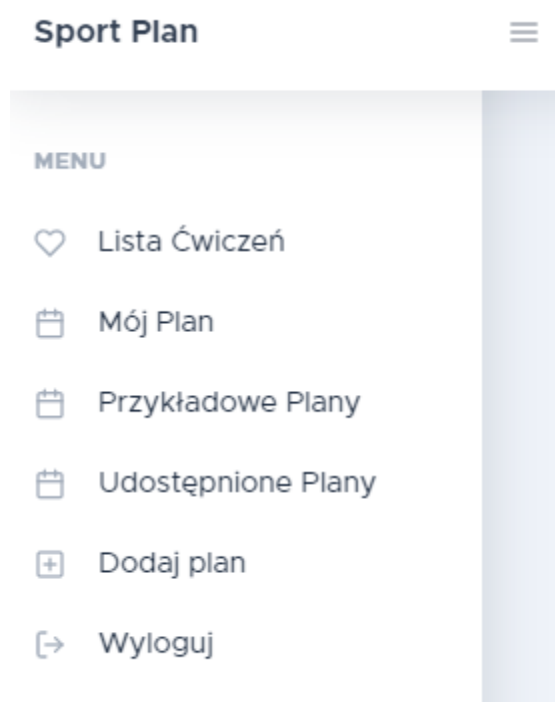 Sport Plan
MENU
Lista Ćwiczeń
Mój Plan
Przykładowe Plany
Udostępnione Plany
Dodaj plan
Wyloguj